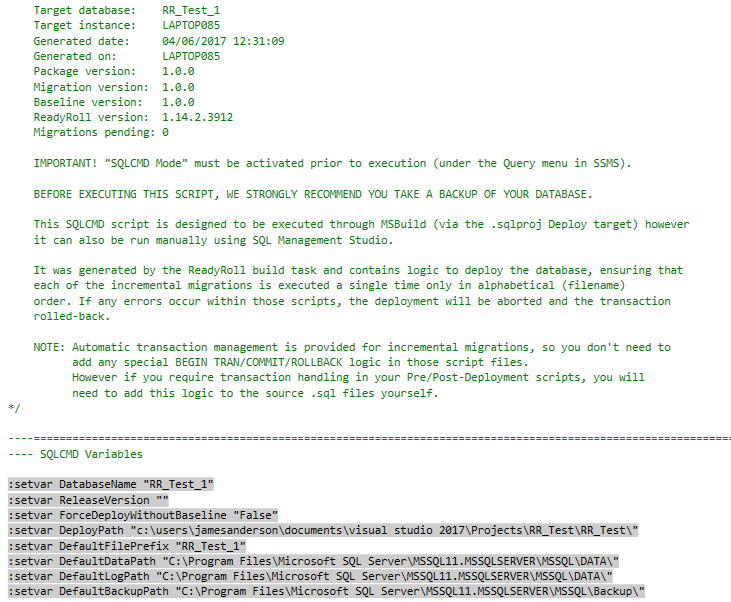 Target database:    RR_Test_1
Target instance:    LAPTOP085
Generated date:     04/06/2017 12:31:09
Generated on:       LAPTOP085
Package version:    1.0.0
Migration version:  1.0.0
Baseline version:   1.0.0
ReadyRoll version:  1.14.2.3912
Migrations pending: 0

IMPORTANT! "SQLCMD Mode" must be activated prior to execution (under the Query menu in SSMS).

BEFORE EXECUTING THIS SCRIPT, WE STRONGLY RECOMMEND YOU TAKE A BACKUP OF YOUR DATABASE.

This SQLCMD script is designed to be executed through MSBuild (via the .sqlproj Deploy target) however
it can also be run manually using SQL Management Studio.

It was generated by the ReadyRoll build task and contains logic to deploy the database, ensuring that
each of the incremental migrations is executed a single time only in alphabetical (filename)
order. If any errors occur within those scripts, the deployment will be aborted and the transaction
rolled-back.

NOTE: Automatic transaction management is provided for incremental migrations, so you don't need to
add any special BEGIN TRAN/COMMIT/ROLLBACK logic in those script files.
However if you require transaction handling in your Pre/Post-Deployment scripts, you will
need to add this logic to the source .sql files yourself.
*/

----====================================================================================================
---- SQLCMD Variables

:setvar DatabaseName "RR_Test_1"
:setvar ReleaseVersion ""
:setvar ForceDeployWithoutBaseline "False"
:setvar DeployPath "c:\users\jamesanderson\documents\visual studio 2017\Projects\RR_Test\RR_Test\"
:setvar DefaultFilePrefix "RR_Test_1"
:setvar DefaultDataPath "C:\Program Files\Microsoft SQL Server\MSSQL11.MSSQLSERVER\MSSQL\DATA\"
:setvar DefaultLogPath "C:\Program Files\Microsoft SQL Server\MSSQL11.MSSQLSERVER\MSSQL\DATA\"
:setvar DefaultBackupPath "C:\Program Files\Microsoft SQL Server\MSSQL11.MSSQLSERVER\MSSQL\Backup\"